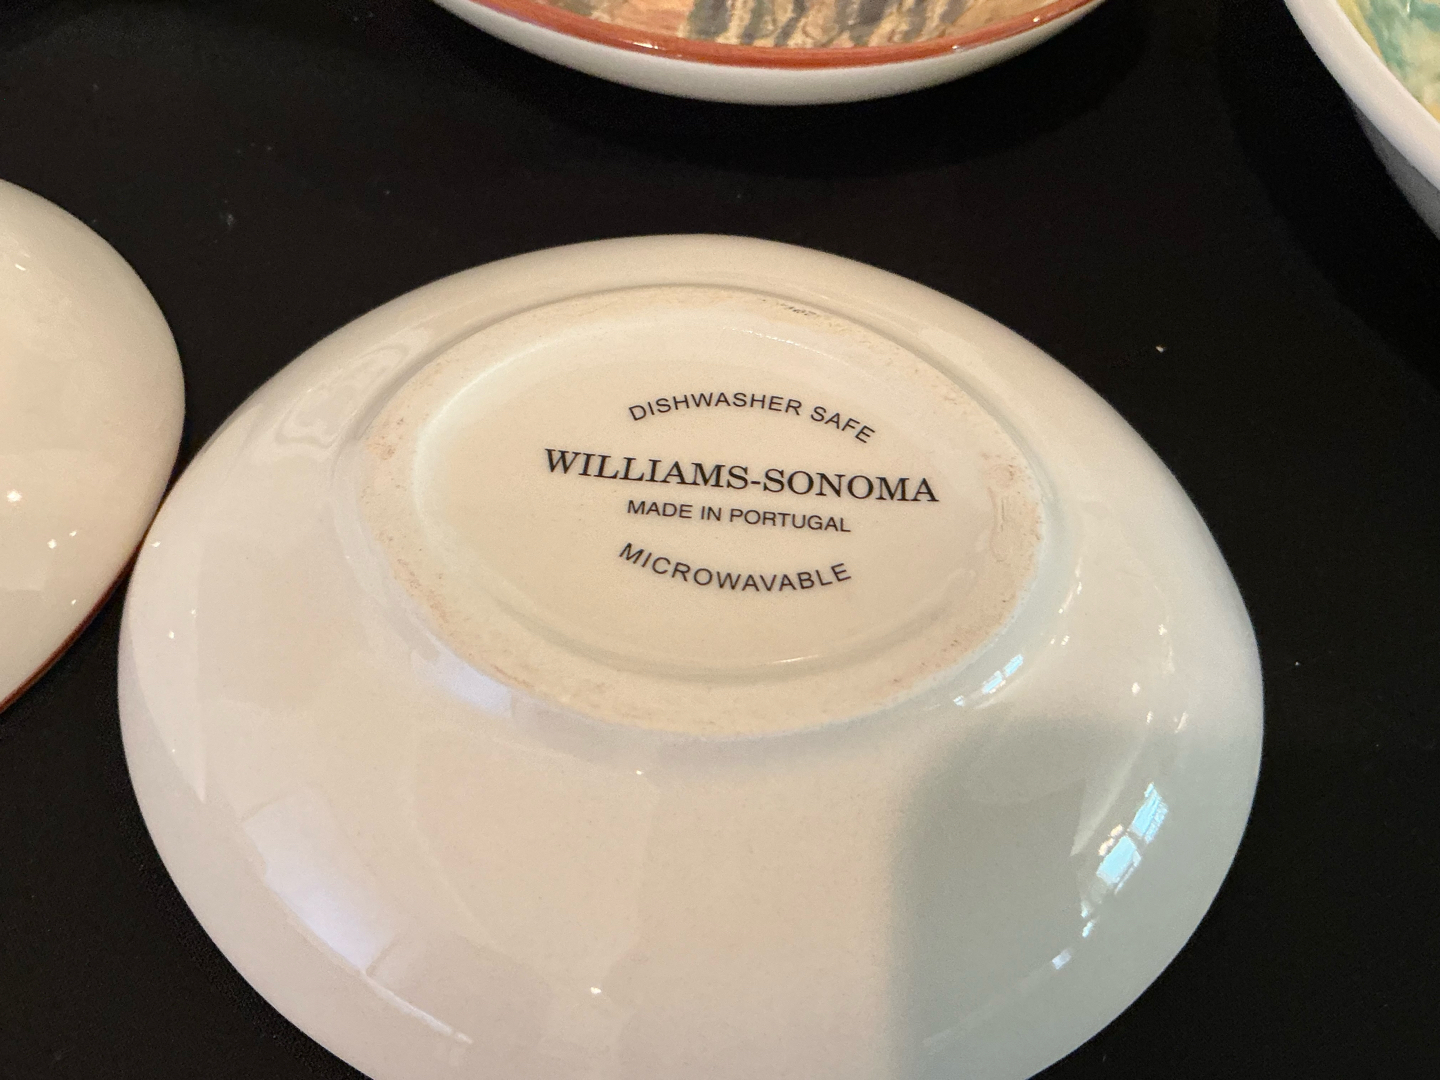 DISHWASHER SAFE
WILLIAMS-SONOMA
MADE IN PORTUGAL
MICROWAVABLE